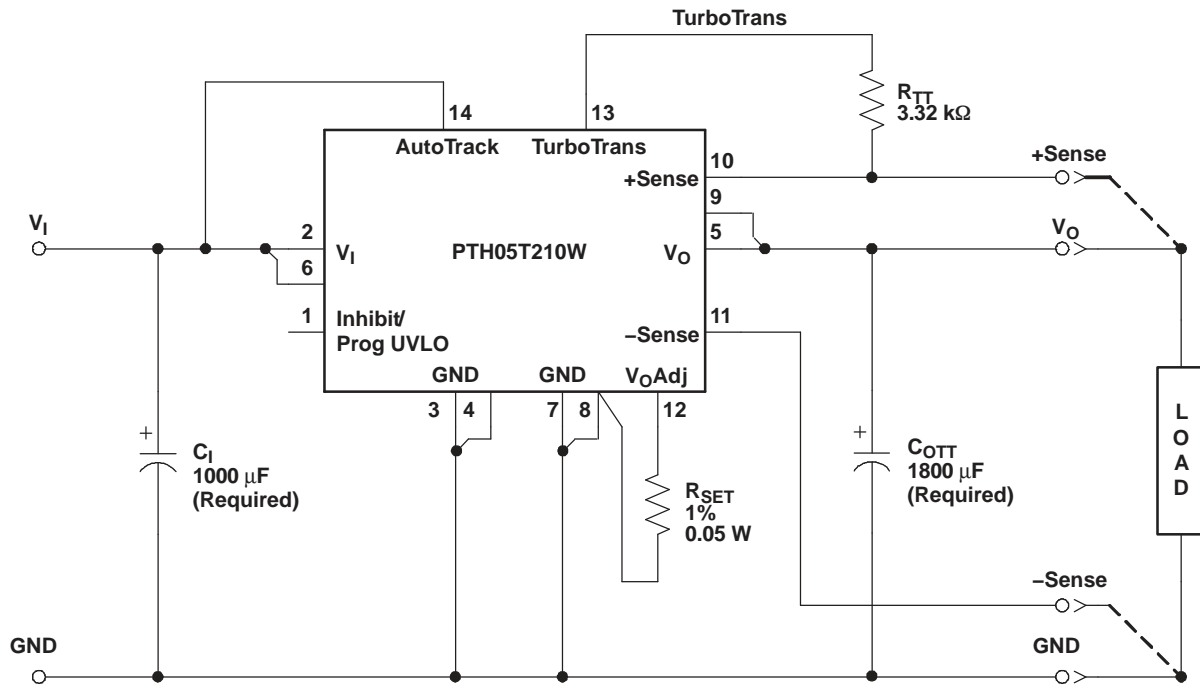 TurboTrans
R_TT
3.32 kΩ
14
13
AutoTrack
TurboTrans
10
+Sense
+Sense
9
V_I
V_O
2
5
V_I
PTH05T210W
V_O
6
1
11
Inhibit/
Prog UVLO
−Sense
GND
GND
V_OAdj
3
4
7
8
12
+
C_I
1000 μF
(Required)
R_SET
1%
0.05 W
+
C_OTT
1800 μF
(Required)
L
O
A
D
−Sense
GND
GND